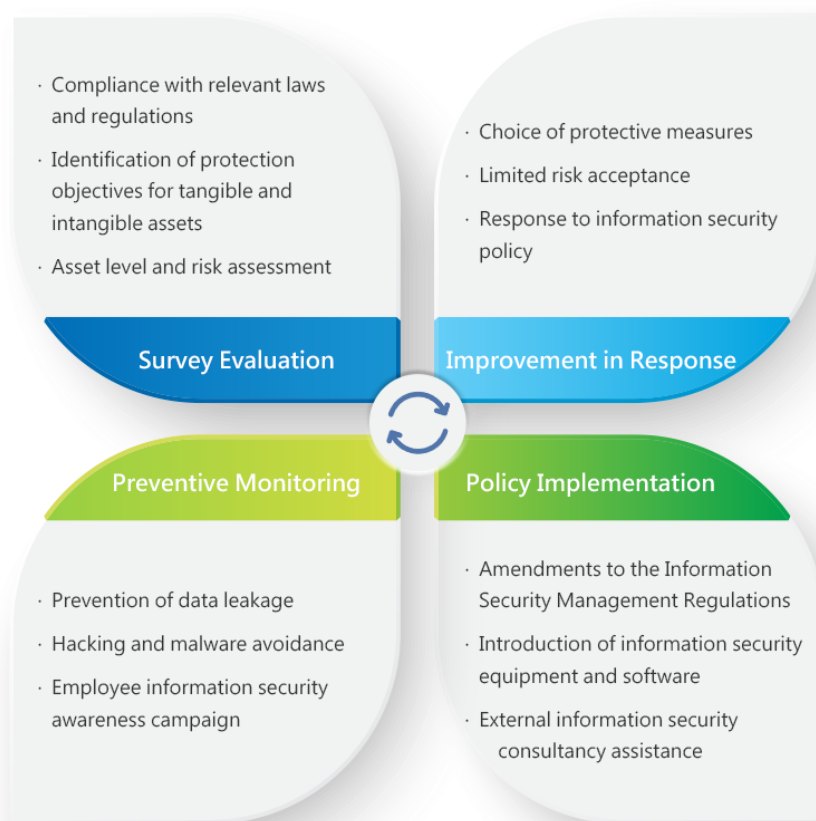 · Compliance with relevant laws
and regulations
· Identification of protection
objectives for tangible and
intangible assets
· Asset level and risk assessment
Survey Evaluation
· Choice of protective measures
· Limited risk acceptance
· Response to information security
policy
Improvement in Response
Preventive Monitoring
· Prevention of data leakage
· Hacking and malware avoidance
· Employee information security
awareness campaign
Policy Implementation
· Amendments to the Information
Security Management Regulations
· Introduction of information security
equipment and software
· External information security
consultancy assistance